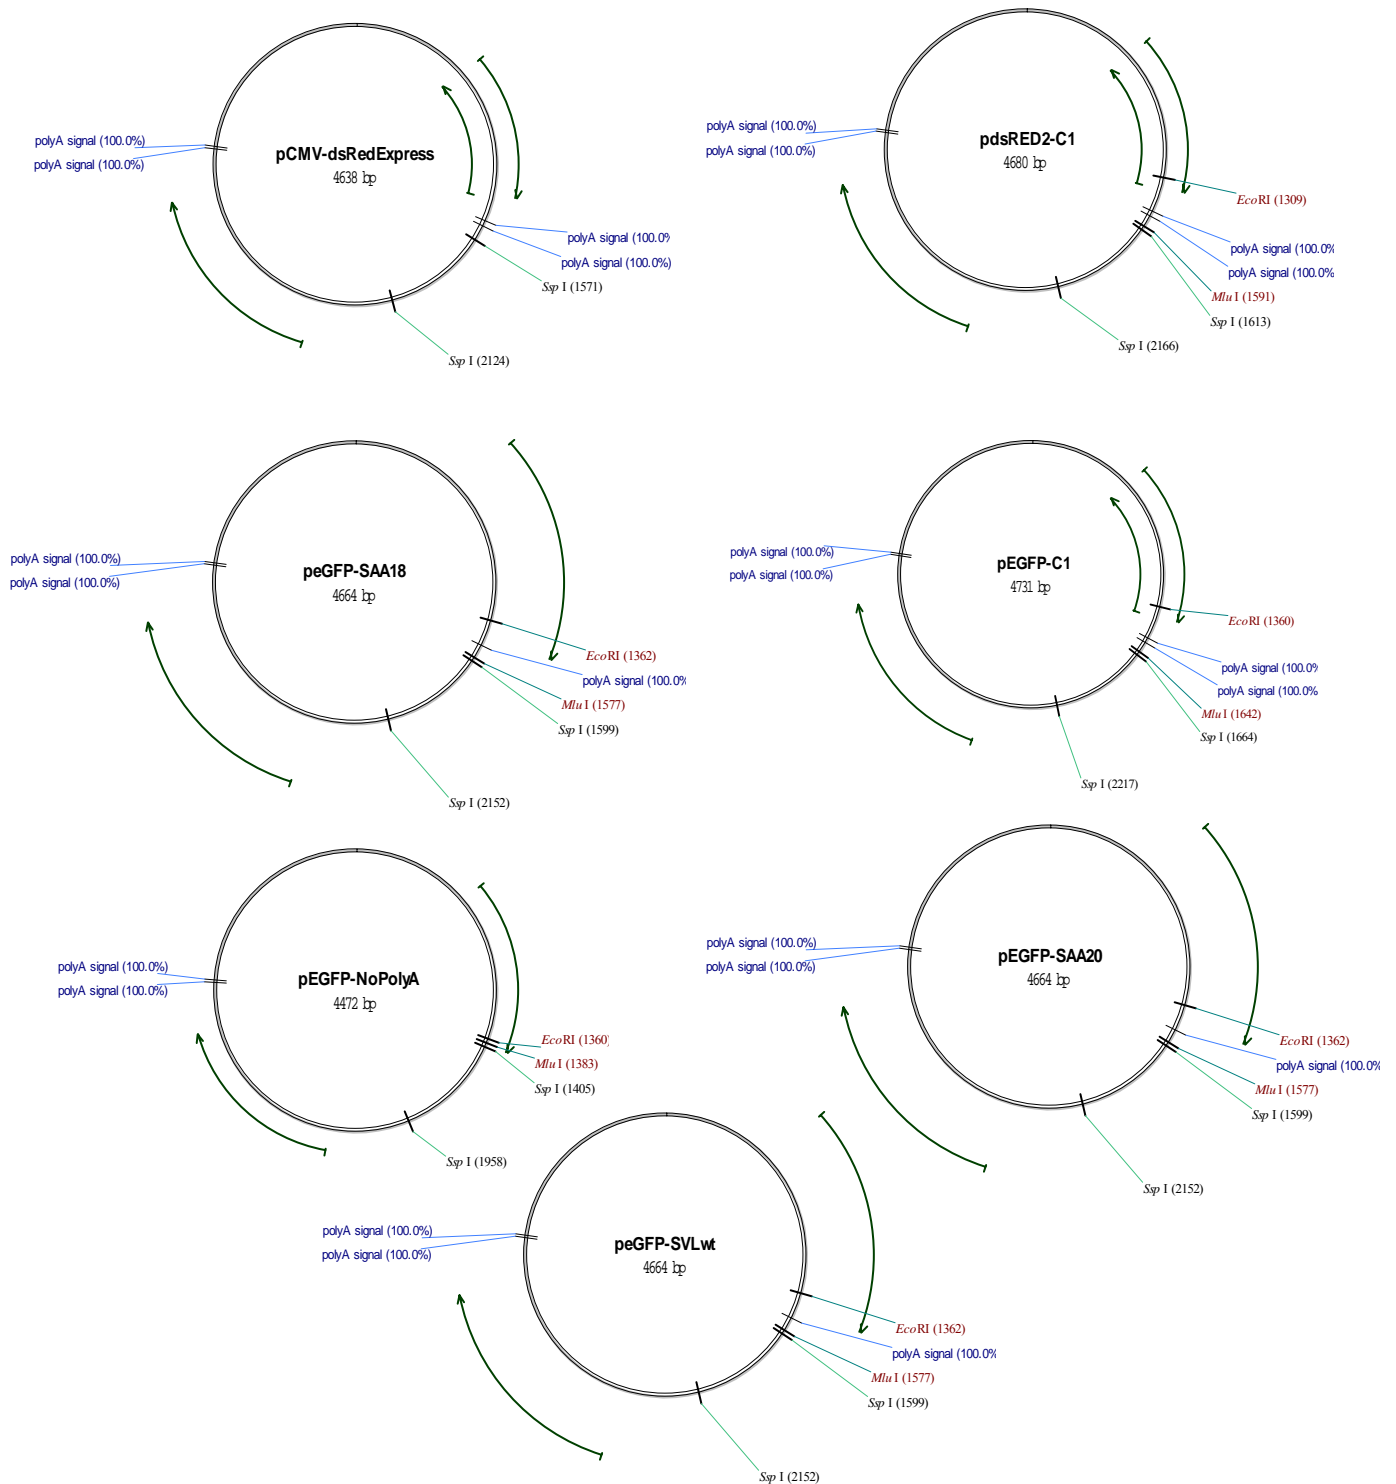 pCMV-dsRedExpress
4638 bp
polyA signal (100.0%)
polyA signal (100.0%)
polyA signal (100.0%
polyA signal (100.0%)
Ssp I (1571)
Ssp I (2124)
pdsRED2-C1
4680 bp
polyA signal (100.0%)
polyA signal (100.0%)
EcoRI (1309)
polyA signal (100.0%)
polyA signal (100.0%
Mlu I (1591)
Ssp I (1613)
Ssp I (2166)
peGFP-SAA18
4664 bp
polyA signal (100.0%)
polyA signal (100.0%)
EcoRI (1362)
polyA signal (100.0%
Mlu I (1577)
Ssp I (1599)
Ssp I (2152)
pEGFP-C1
4731 bp
polyA signal (100.0%)
polyA signal (100.0%)
EcoRI (1360)
polyA signal (100.0%
polyA signal (100.0%
Mlu I (1642)
Ssp I (1664)
Ssp I (2217)
pEGFP-NoPolyA
4472 bp
polyA signal (100.0%)
polyA signal (100.0%)
EcoRI (1360)
Mlu I (1383)
Ssp I (1405)
Ssp I (1958)
pEGFP-SAA20
4664 bp
polyA signal (100.0%)
polyA signal (100.0%)
EcoRI (1362)
polyA signal (100.0%
Mlu I (1577)
Ssp I (1599)
Ssp I (2152)
peGFP-SVLwt
4664 bp
polyA signal (100.0%)
polyA signal (100.0%)
EcoRI (1362)
polyA signal (100.0%
Mlu I (1577)
Ssp I (1599)
Ssp I (2152)